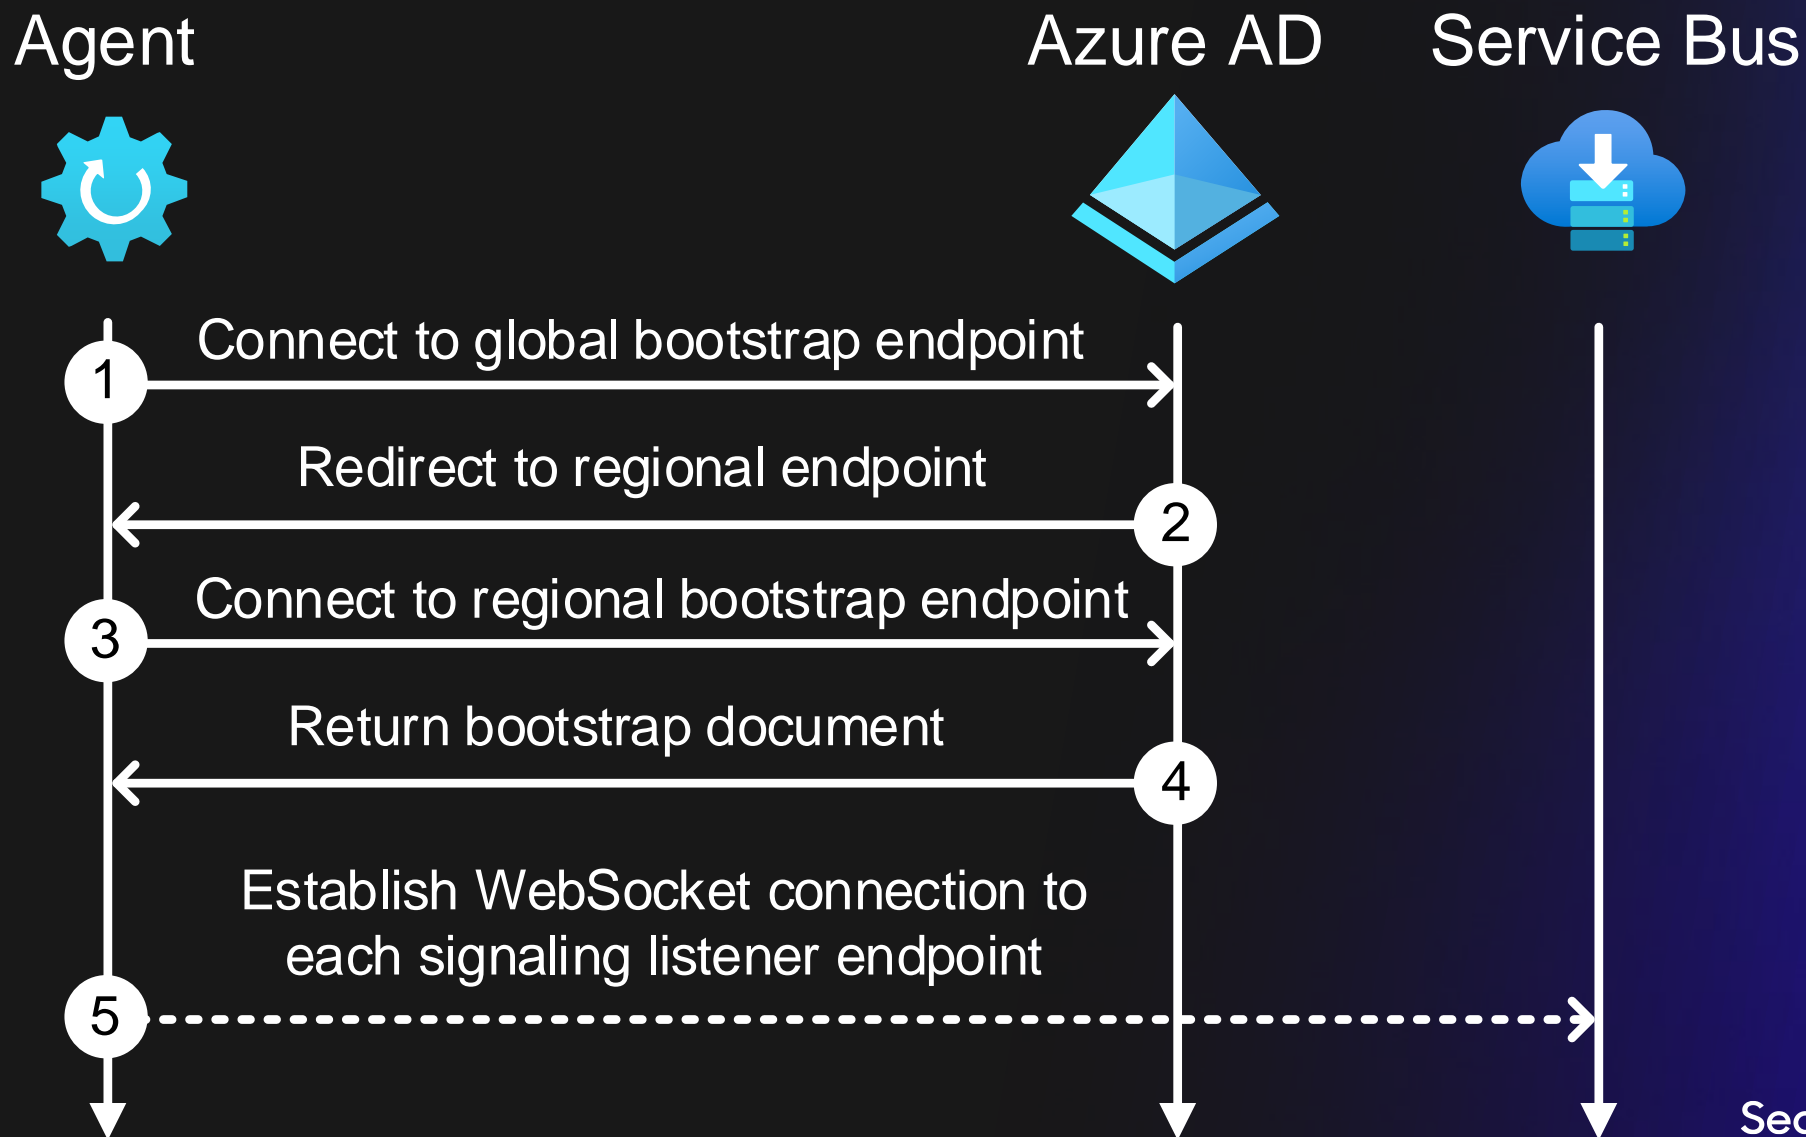 Agent
Azure AD
Service Bus
Connect to global bootstrap endpoint
1
Redirect to regional endpoint
2
Connect to regional bootstrap endpoint
3
Return bootstrap document
4
Establish WebSocket connection to
each signaling listener endpoint
5